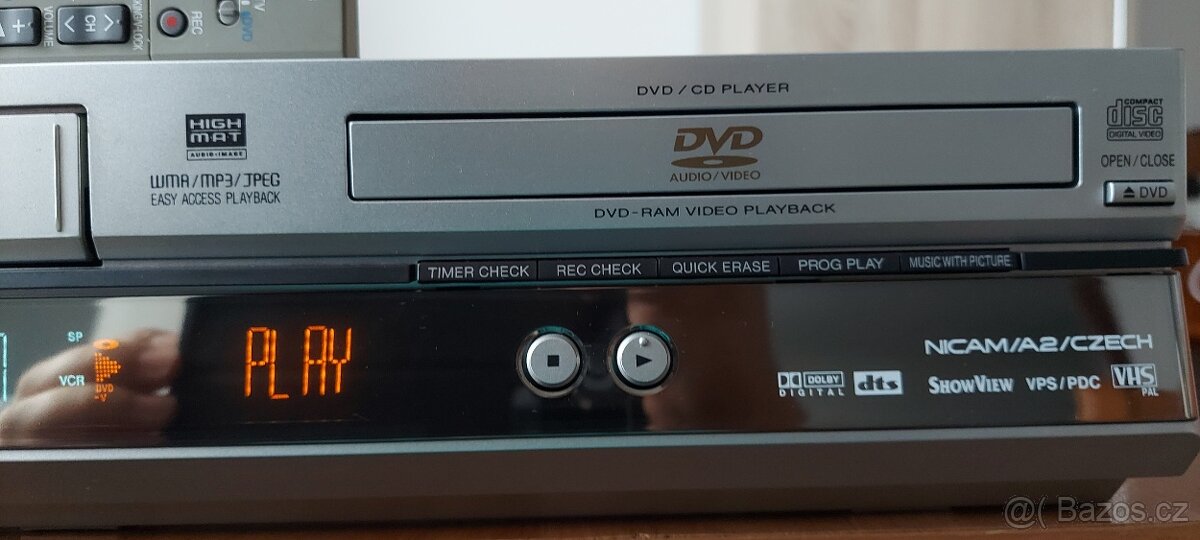 VOLUME
CH
REC
TV
DVD
DVD / CD PLAYER
HIGH
MAT
AUDIO-IMAGE
WMA/MP3/JPEG
EASY ACCESS PLAYBACK
DVD
AUDIO/VIDEO
COMPACT
disc
DIGITAL VIDEO
OPEN/CLOSE
DVD
DVD-RAM VIDEO PLAYBACK
TIMER CHECK REC CHECK QUICK ERASE PROG PLAY MUSIC WITH PICTURE
SP
VCR
DVD
PLAY
NICAM/A2/CZECH
DOLBY
DIGITAL
dts
SHOWVIEW
VPS/PDC
VHS
PAL
@( Bazos.cz